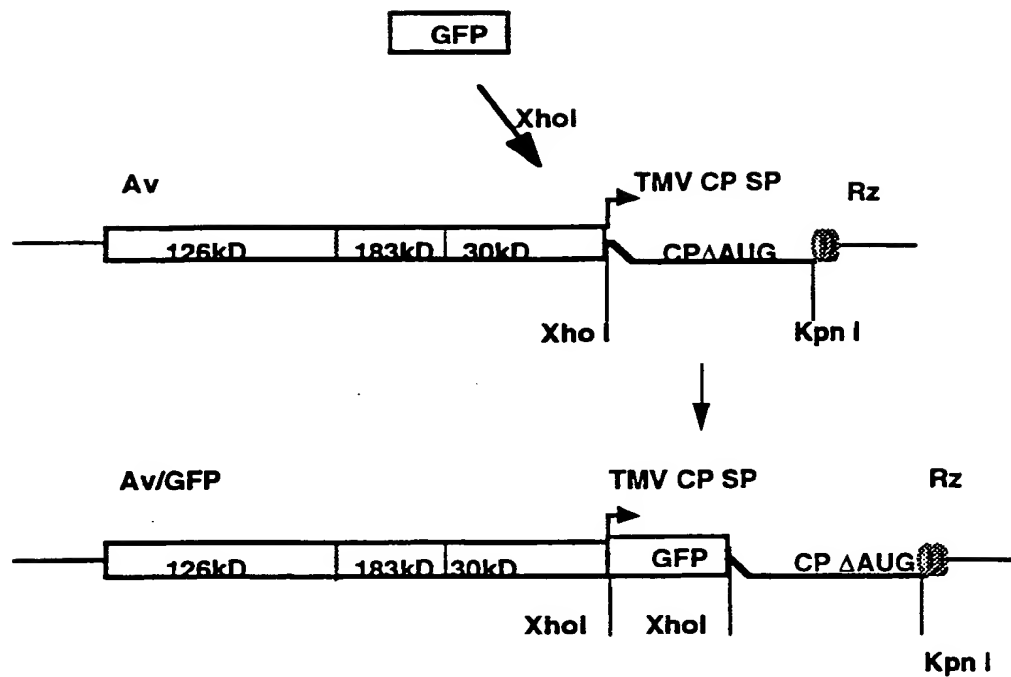 GFP
XhoI
Av
TMV CP SP
Rz
126kD 183kD 30kD CPΔAUG
Xho I Kpn I
Av/GFP TMV CP SP Rz
126kD 183kD 30kD GFP CP ΔAUG
XhoI XhoI
Kpn I